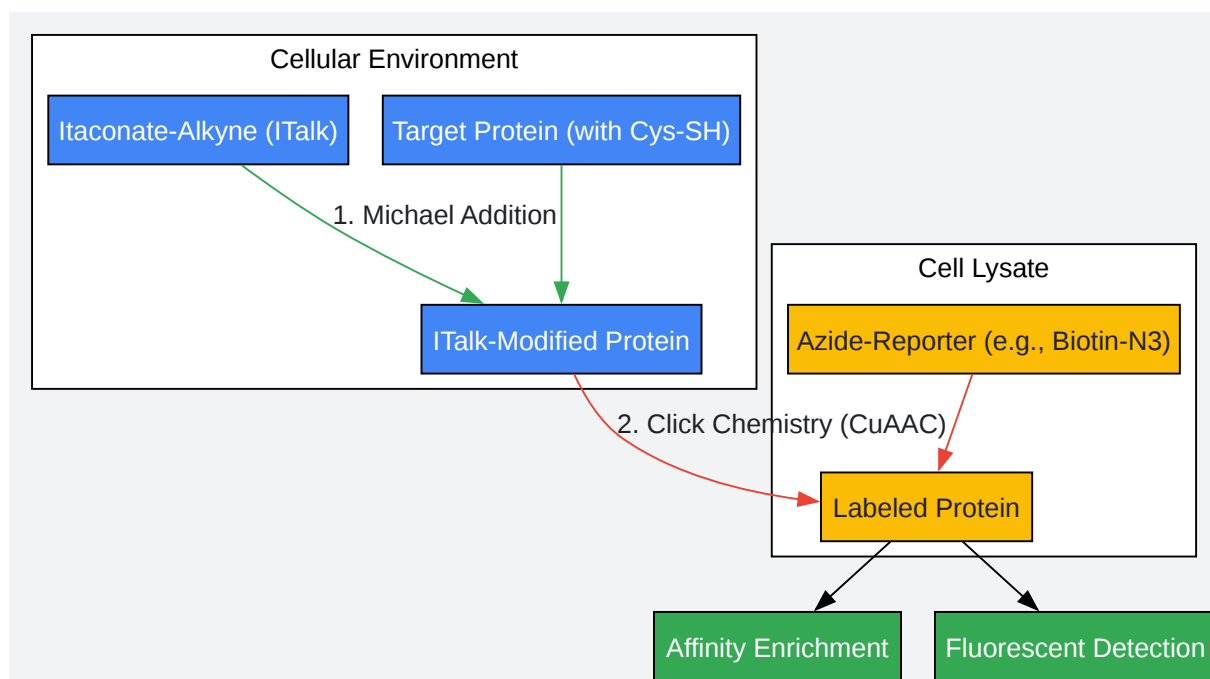 Cellular Environment
Itaconate-Alkyne (ITalk)
Target Protein (with Cys-SH)
1. Michael Addition
Cell Lysate
ITalk-Modified Protein
Azide-Reporter (e.g., Biotin-N3)
2. Click Chemistry (CuAAC)
Labeled Protein
Affinity Enrichment
Fluorescent Detection